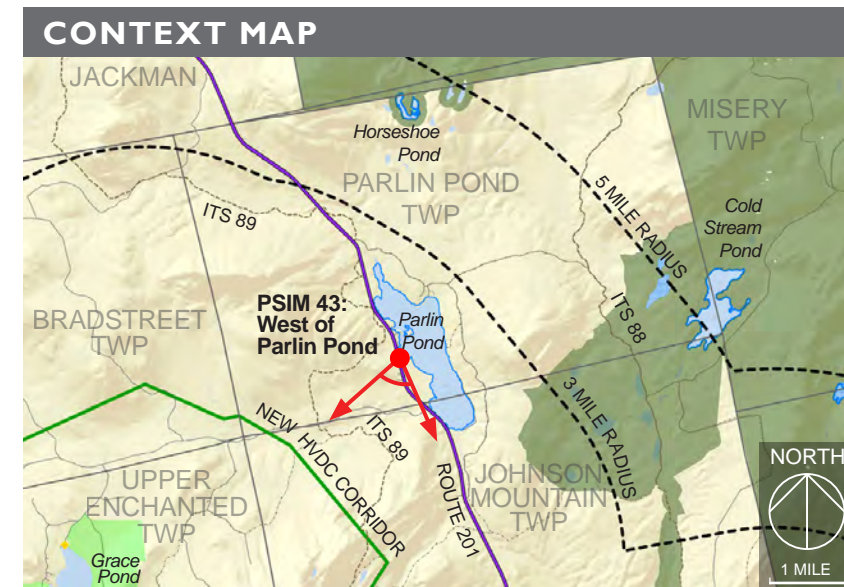 CONTEXT MAP
JACKMAN
Horseshoe
Pond
MISERY
TWP
PARLIN POND
TWP
5 MILE RADIUS
Cold
Stream
Pond
ITS 89
ITS 88
BRADSTREET
TWP
PSIM 43:
West of
Parlin Pond
Parlin
Pond
3 MILE RADIUS
NEW HVDC CORRIDOR
ITS 89
ROUTE 201
UPPER
ENCHANTED
TWP
JOHNSON
MOUNTAIN
TWP
Grace
Pond
NORTH
1 MILE